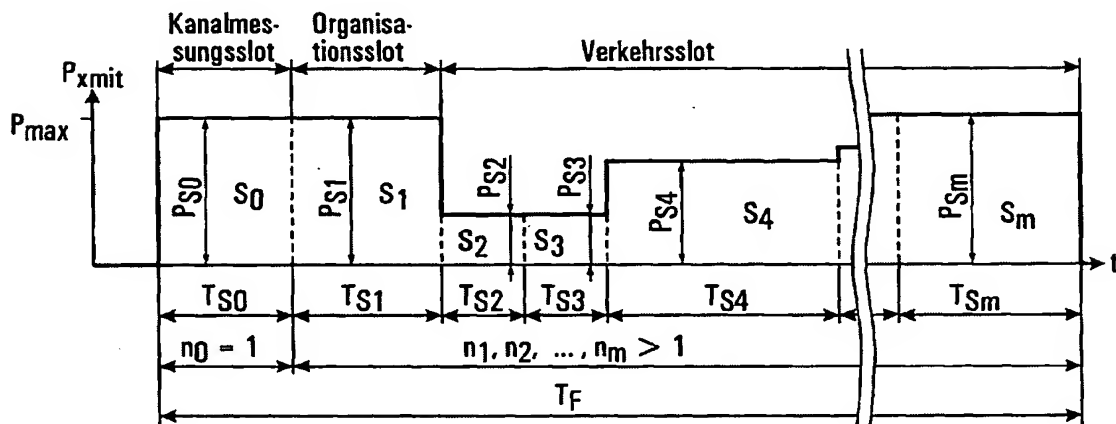 Kanalmes-
sungsslot
Organisa-
tionsslot
Verkehrsslot
Pxmit
Pmax
PS0
S0
PS1
S1
PS2
S2
PS3
S3
PS4
S4
PSm
Sm
t
TS0
TS1
TS2
TS3
TS4
TSm
n0 = 1
n1, n2, ..., nm > 1
TF